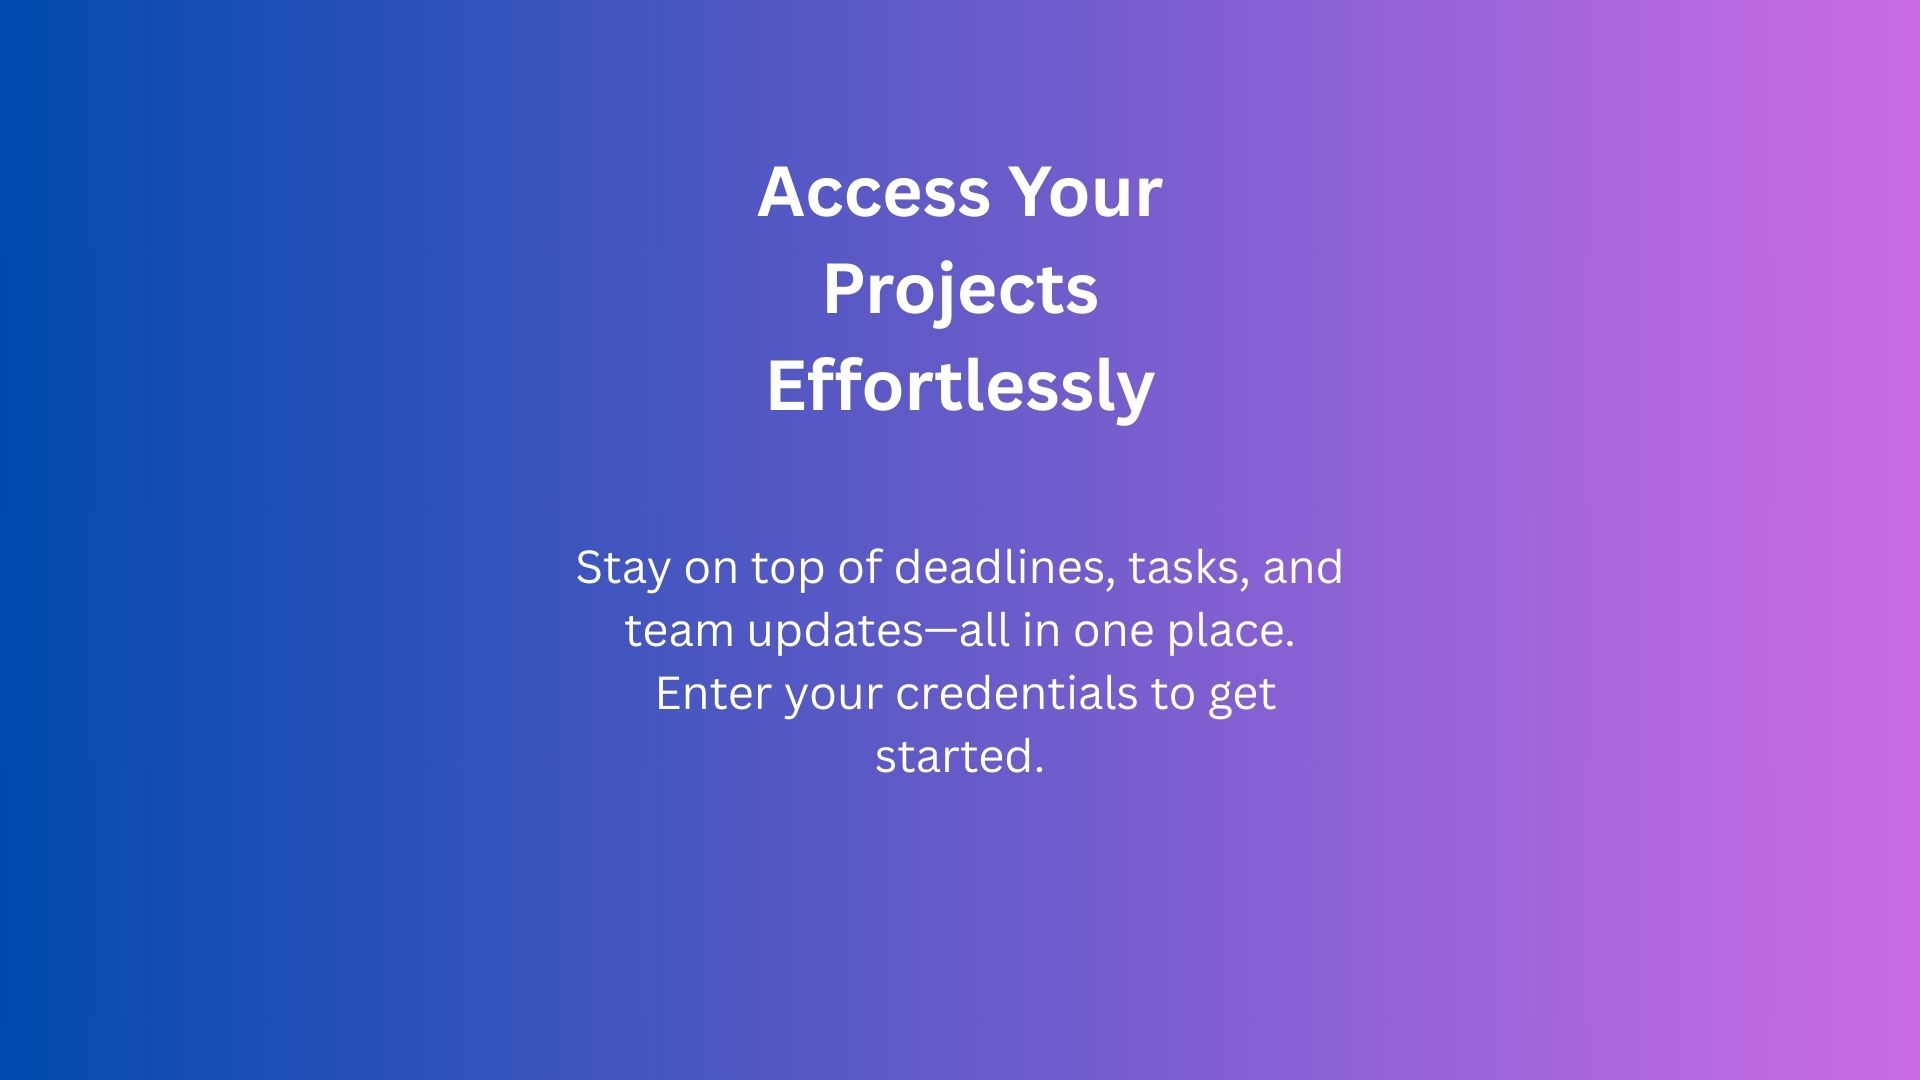 Access Your
Projects
Effortlessly
Stay on top of deadlines, tasks, and
team updates—all in one place.
Enter your credentials to get
started.